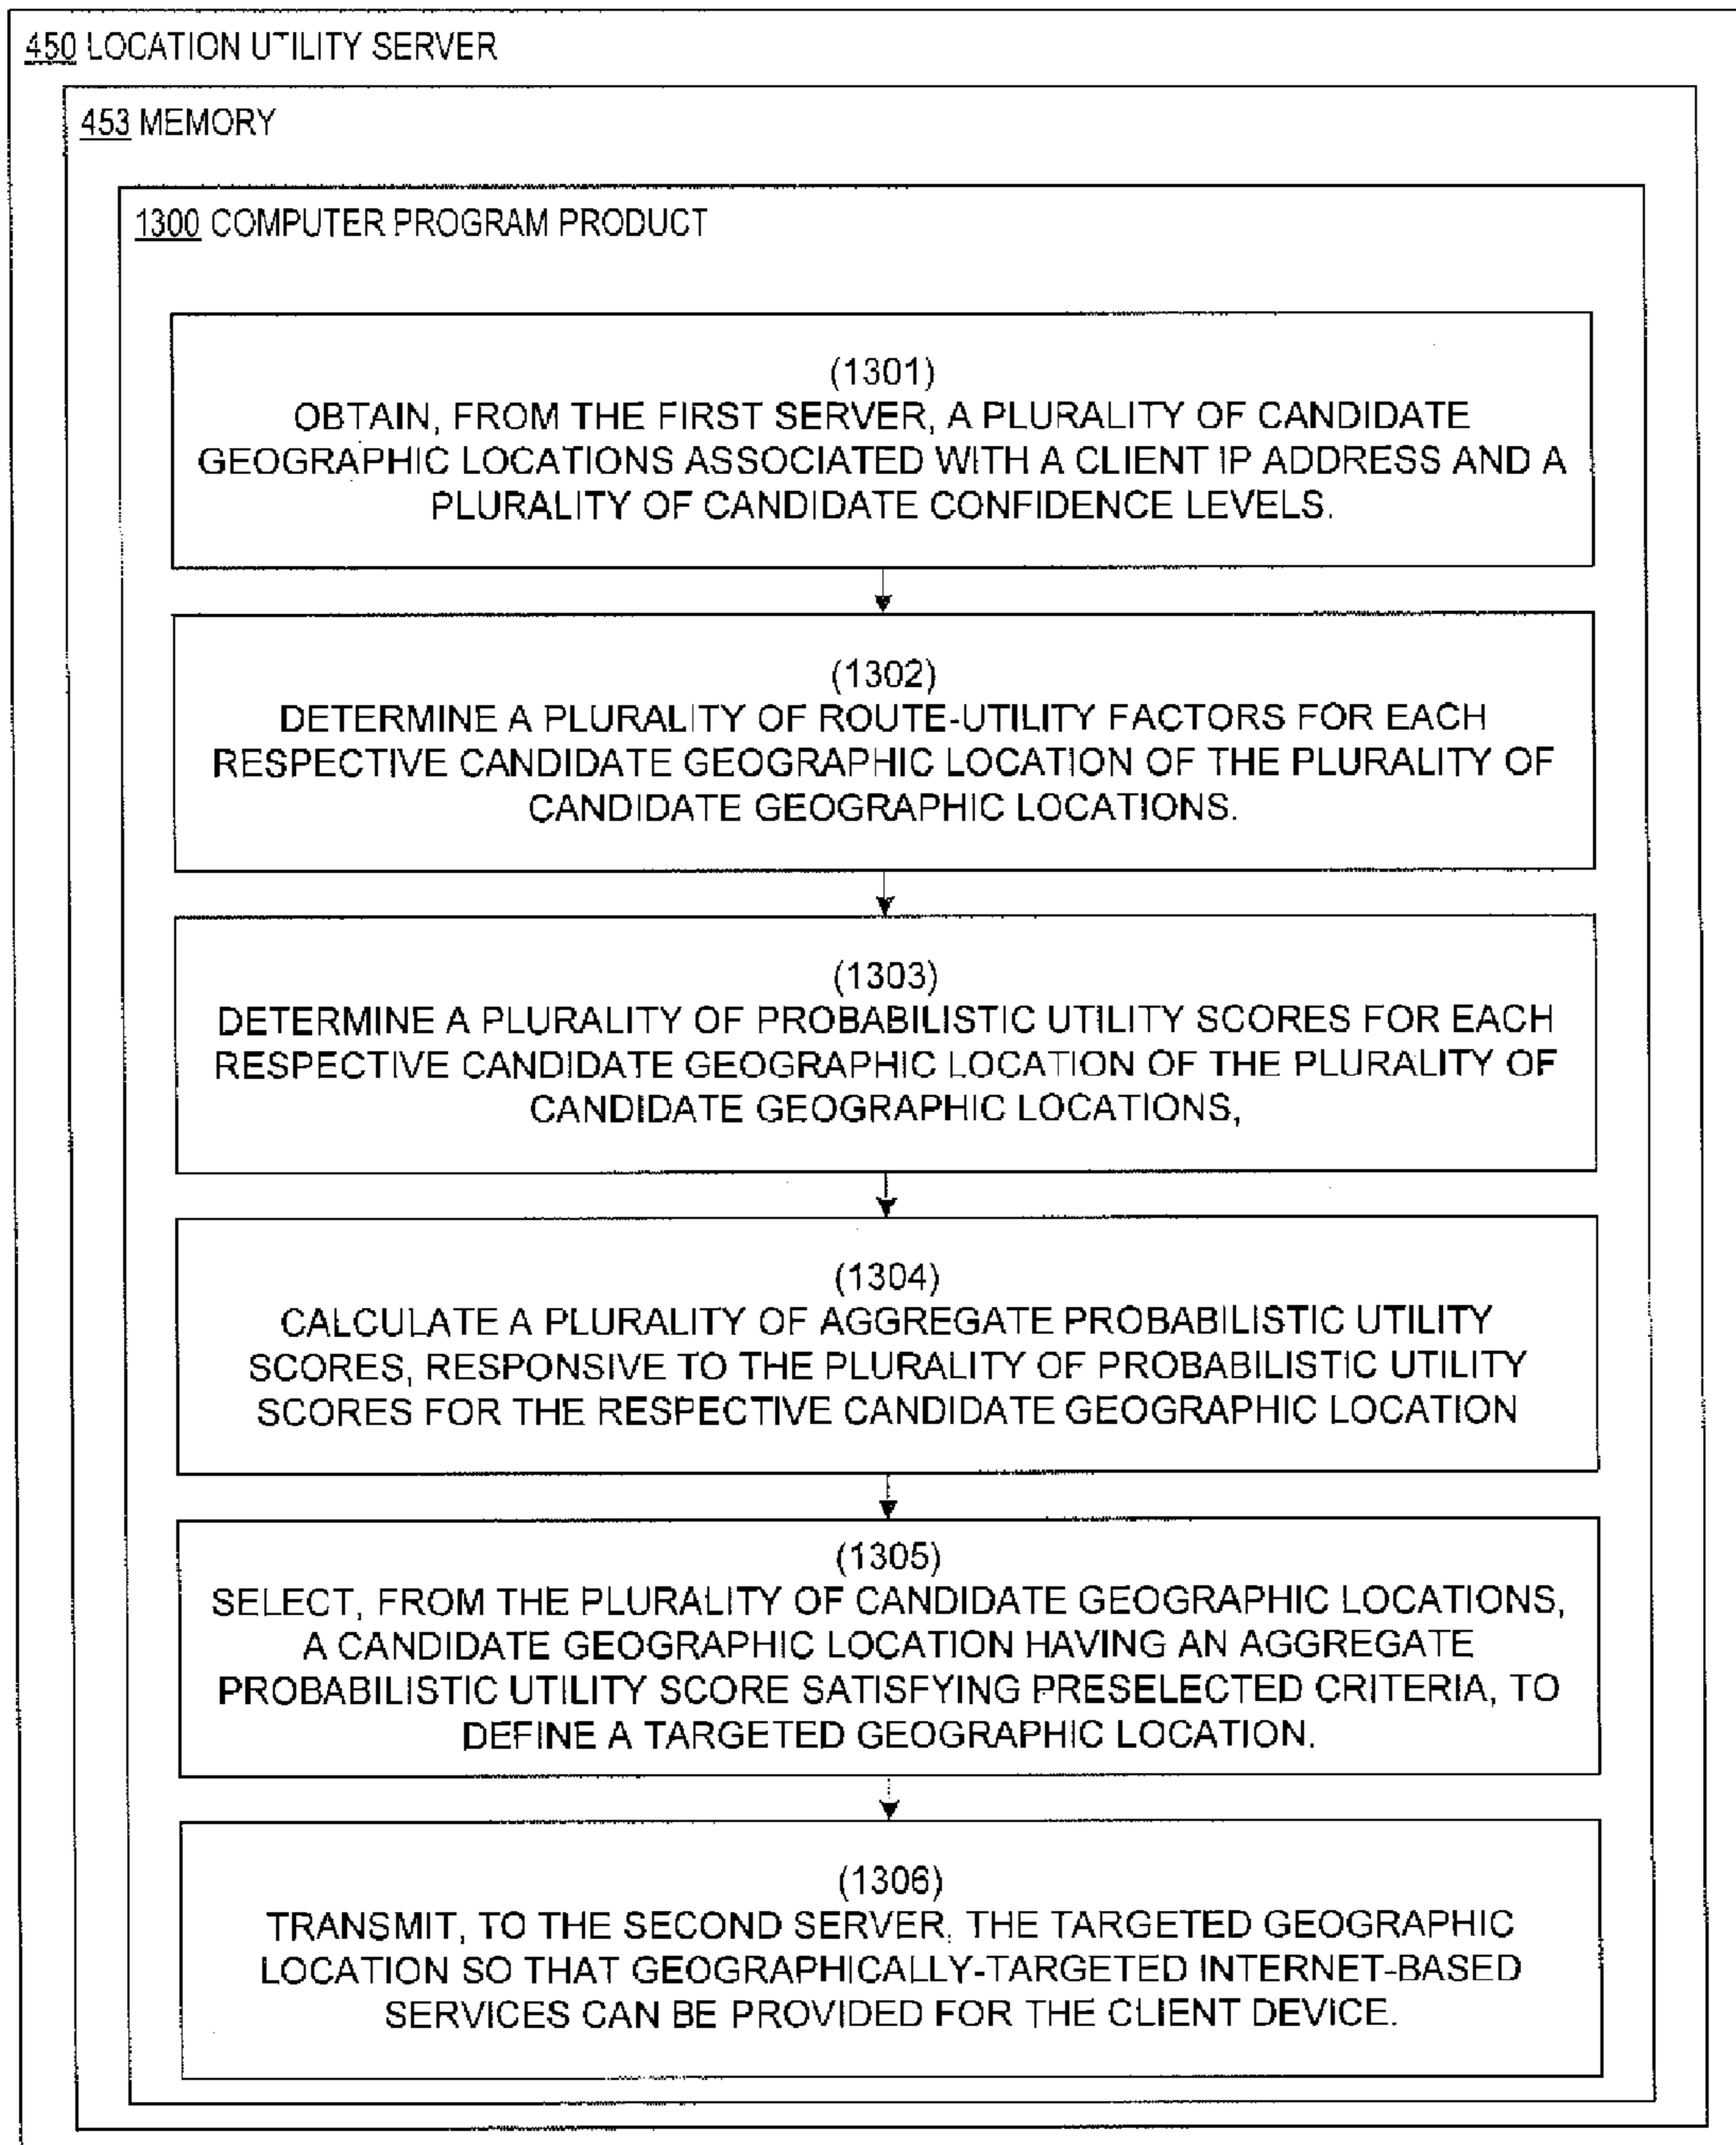 450 LOCATION UTILITY SERVER
453 MEMORY
1300 COMPUTER PROGRAM PRODUCT
(1301)
OBTAIN, FROM THE FIRST SERVER, A PLURALITY OF CANDIDATE
GEOGRAPHIC LOCATIONS ASSOCIATED WITH A CLIENT IP ADDRESS AND A
PLURALITY OF CANDIDATE CONFIDENCE LEVELS.
(1302)
DETERMINE A PLURALITY OF ROUTE-UTILITY FACTORS FOR EACH
RESPECTIVE CANDIDATE GEOGRAPHIC LOCATION OF THE PLURALITY OF
CANDIDATE GEOGRAPHIC LOCATIONS.
(1303)
DETERMINE A PLURALITY OF PROBABILISTIC UTILITY SCORES FOR EACH
RESPECTIVE CANDIDATE GEOGRAPHIC LOCATION OF THE PLURALITY OF
CANDIDATE GEOGRAPHIC LOCATIONS,
(1304)
CALCULATE A PLURALITY OF AGGREGATE PROBABILISTIC UTILITY
SCORES, RESPONSIVE TO THE PLURALITY OF PROBABILISTIC UTILITY
SCORES FOR THE RESPECTIVE CANDIDATE GEOGRAPHIC LOCATION
(1305)
SELECT, FROM THE PLURALITY OF CANDIDATE GEOGRAPHIC LOCATIONS,
A CANDIDATE GEOGRAPHIC LOCATION HAVING AN AGGREGATE
PROBABILISTIC UTILITY SCORE SATISFYING PRESELECTED CRITERIA, TO
DEFINE A TARGETED GEOGRAPHIC LOCATION.
(1306)
TRANSMIT, TO THE SECOND SERVER, THE TARGETED GEOGRAPHIC
LOCATION SO THAT GEOGRAPHICALLY-TARGETED INTERNET-BASED
SERVICES CAN BE PROVIDED FOR THE CLIENT DEVICE.